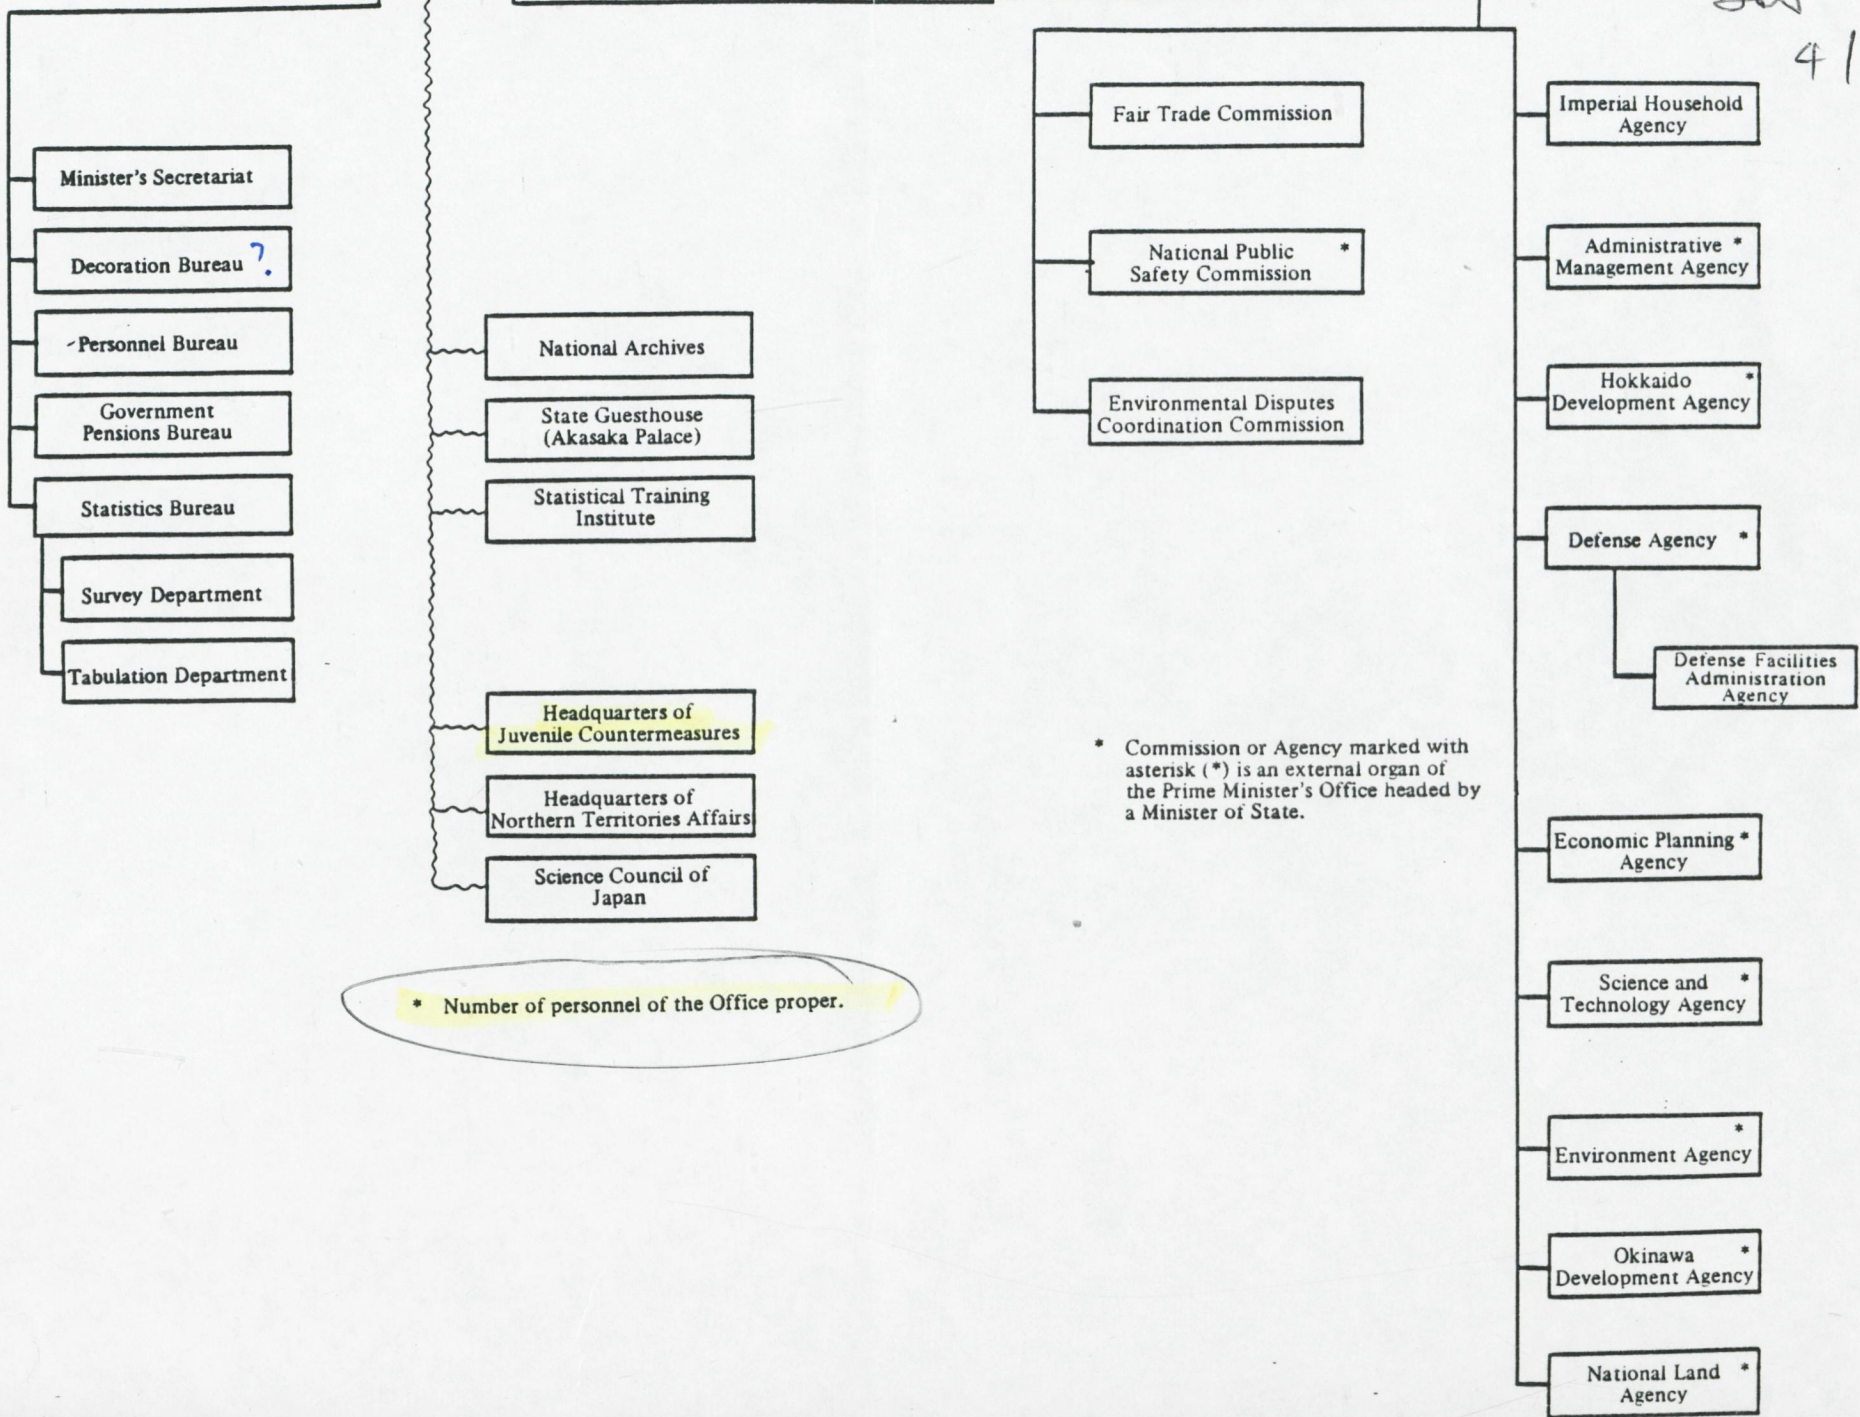 41
Minister's Secretariat
Decoration Bureau ?
Personnel Bureau
Government
Pensions Bureau
Statistics Bureau
Survey Department
Tabulation Department
National Archives
State Guesthouse
(Akasaka Palace)
Statistical Training
Institute
Headquarters of
Juvenile Countermeasures
Headquarters of
Northern Territories Affairs
Science Council of
Japan
* Number of personnel of the Office proper.
Fair Trade Commission
National Public *
Safety Commission
Environmental Disputes
Coordination Commission
* Commission or Agency marked with
asterisk (*) is an external organ of
the Prime Minister's Office headed by
a Minister of State.
Imperial Household
Agency
Administrative *
Management Agency
Hokkaido *
Development Agency
Defense Agency *
Defense Facilities
Administration
Agency
Economic Planning *
Agency
Science and *
Technology Agency
*
Environment Agency
Okinawa *
Development Agency
National Land *
Agency